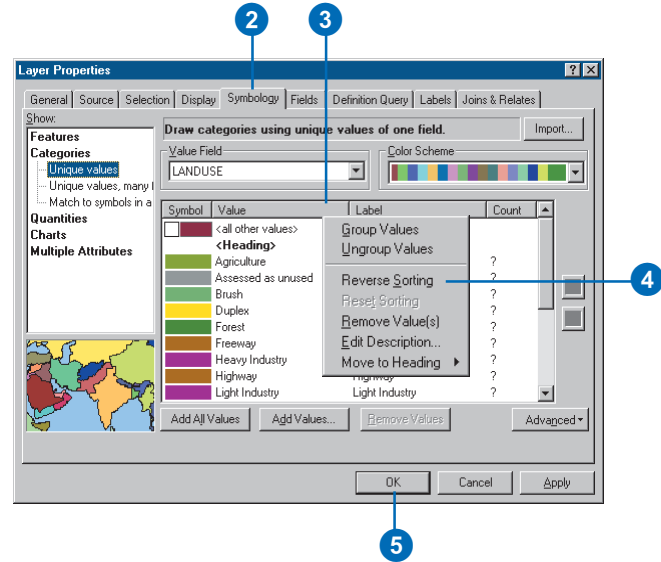 2 3
Layer Properties
General Source Selection Display Symbology Fields Definition Query Labels Joins & Relates
Show:
Features
Categories
Unique values
Unique values, many
Match to symbols in a
Quantities
Charts
Multiple Attributes
Draw categories using unique values of one field.
Import...
Value Field
LANDUSE
Color Scheme
Symbol Value Label Count
<all other values>
<Heading>
Agriculture ?
Assessed as unused ?
Brush ?
Duplex ?
Forest ?
Freeway ?
Heavy Industry ?
Highway Highway ?
Light Industry Light Industry ?
Group Values
Ungroup Values
Reverse Sorting
4
Reset Sorting
Remove Value(s)
Edit Description...
Move to Heading
Add All Values Add Values... Remove Values Advanced
OK Cancel Apply
5